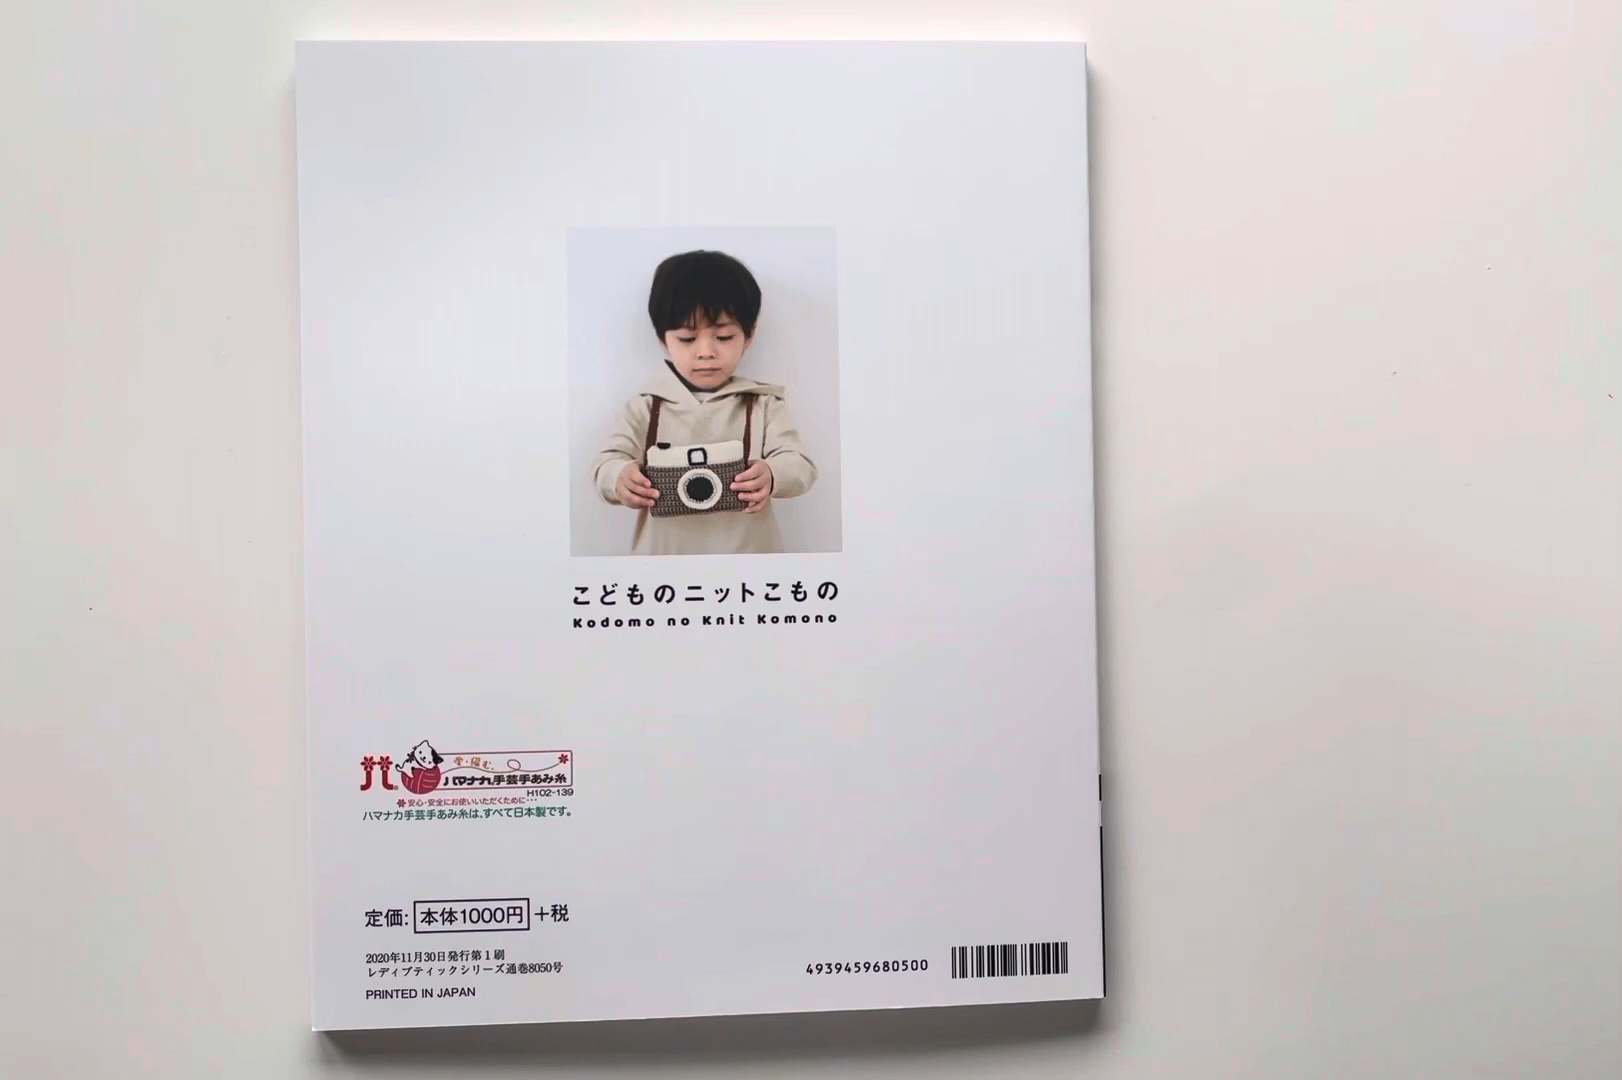 こどものニットこもの
Kodomo no Knit Komono
愛・編む。
ハマナカ手芸手あみ糸
H102-139
安心・安全にお使いいただくために・・・
ハマナカ手芸手あみ糸は、すべて日本製です。
定価: 本体1000円 +税
2020年11月30日発行第1刷
レディブティックシリーズ通巻8050号
PRINTED IN JAPAN
4939459680500